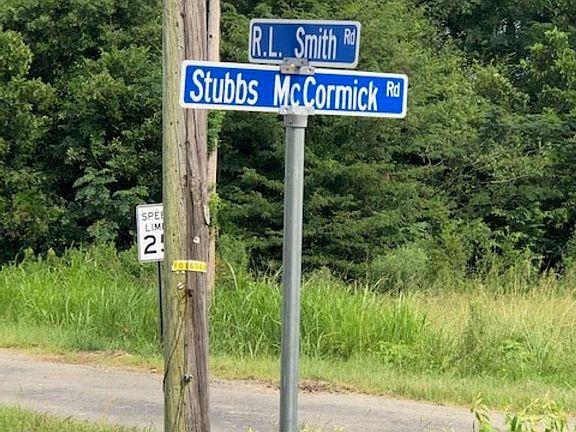 R.L. Smith Rd
Stubbs McCormick Rd
SPEE
LIMI
25